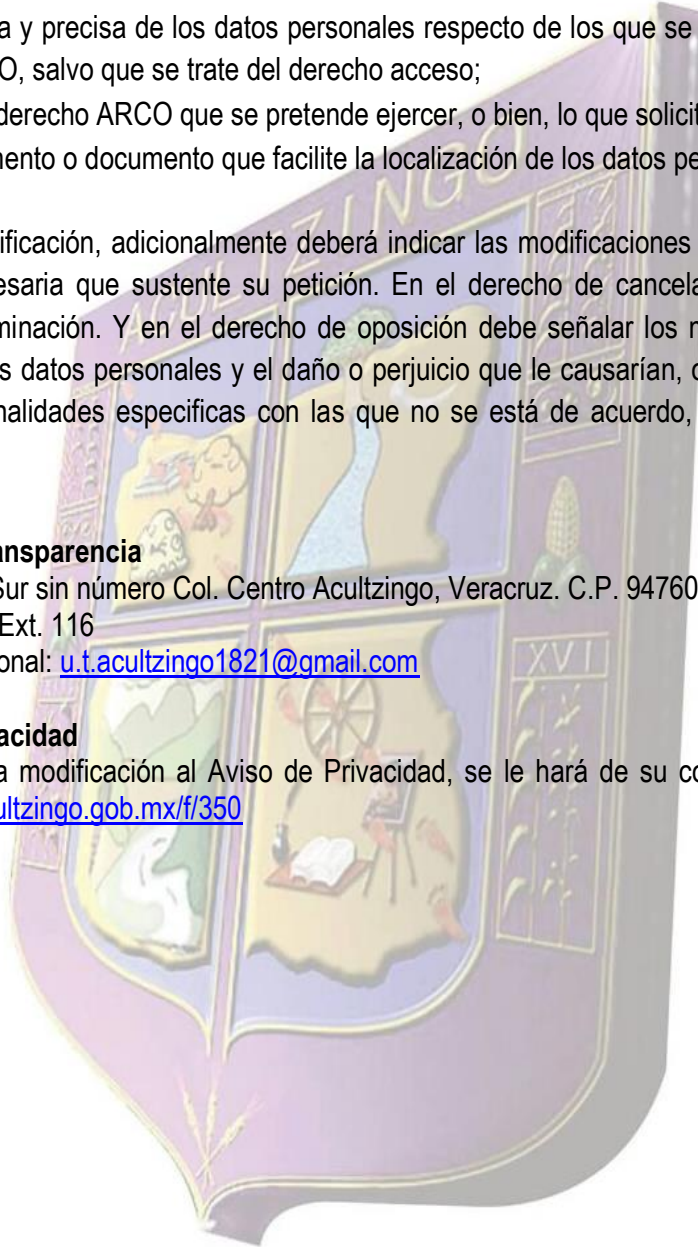 a y precisa de los datos personales respecto de los que se
O, salvo que se trate del derecho acceso;
derecho ARCO que se pretende ejercer, o bien, lo que solicit
mento o documento que facilite la localización de los datos pe
ificación, adicionalmente deberá indicar las modificaciones
esaria que sustente su petición. En el derecho de cancela
minación. Y en el derecho de oposición debe señalar los m
s datos personales y el daño o perjuicio que le causarían, o
nalidades especificas con las que no se está de acuerdo,
ACULTZINGO
ansparencia
Sur sin número Col. Centro Acultzingo, Veracruz. C.P. 94760
Ext. 116
onal: u.t.acultzingo1821@gmail.com
XVI
acidad
a modificación al Aviso de Privacidad, se le hará de su co
ultzingo.gob.mx/f/350